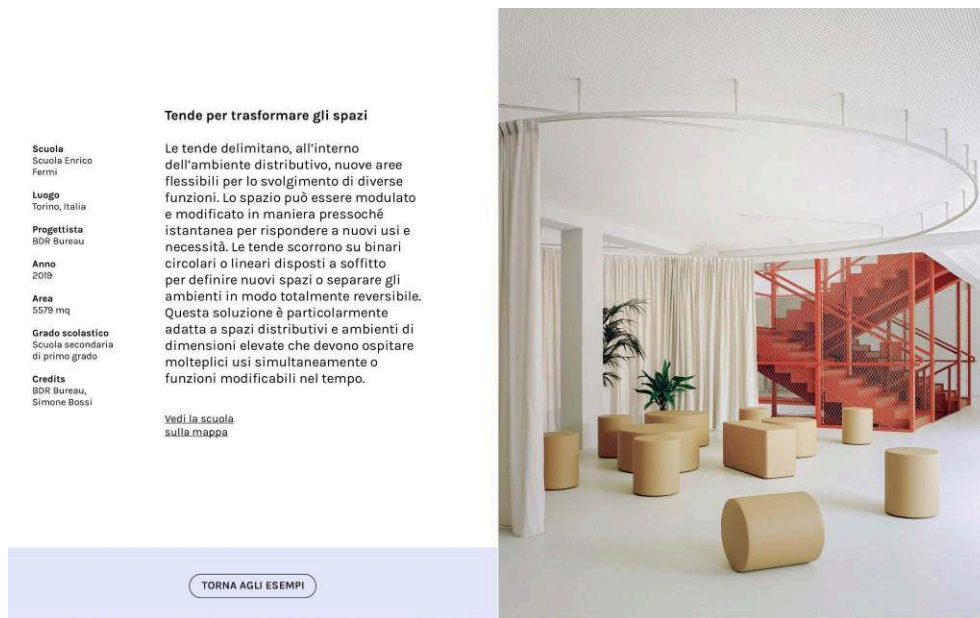 Tende per trasformare gli spazi
Scuola
Scuola Enrico
Fermi
Luogo
Torino, Italia
Progettista
BDR Bureau
Anno
2019
Area
5579 mq
Grado scolastico
Scuola secondaria
di primo grado
Credits
BDR Bureau,
Simone Bossi
Le tende delimitano, all'interno
dell'ambiente distributivo, nuove aree
flessibili per lo svolgimento di diverse
funzioni. Lo spazio può essere modulato
e modificato in maniera pressoché
istantanea per rispondere a nuovi usi e
necessità. Le tende scorrono su binari
circolari o lineari disposti a soffitto
per definire nuovi spazi o separare gli
ambienti in modo totalmente reversibile.
Questa soluzione è particolarmente
adatta a spazi distributivi e ambienti di
dimensioni elevate che devono ospitare
molteplici usi simultaneamente o
funzioni modificabili nel tempo.
Vedi la scuola
sulla mappa
TORNA AGLI ESEMPI